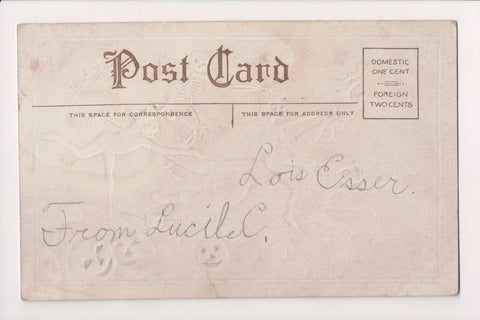 Post Card
DOMESTIC
ONE CENT
FOREIGN
TWO CENTS
THIS SPACE FOR CORRESPONDENCE
THIS SPACE FOR ADDRESS ONLY
Lois Esser.
From Lucile C.